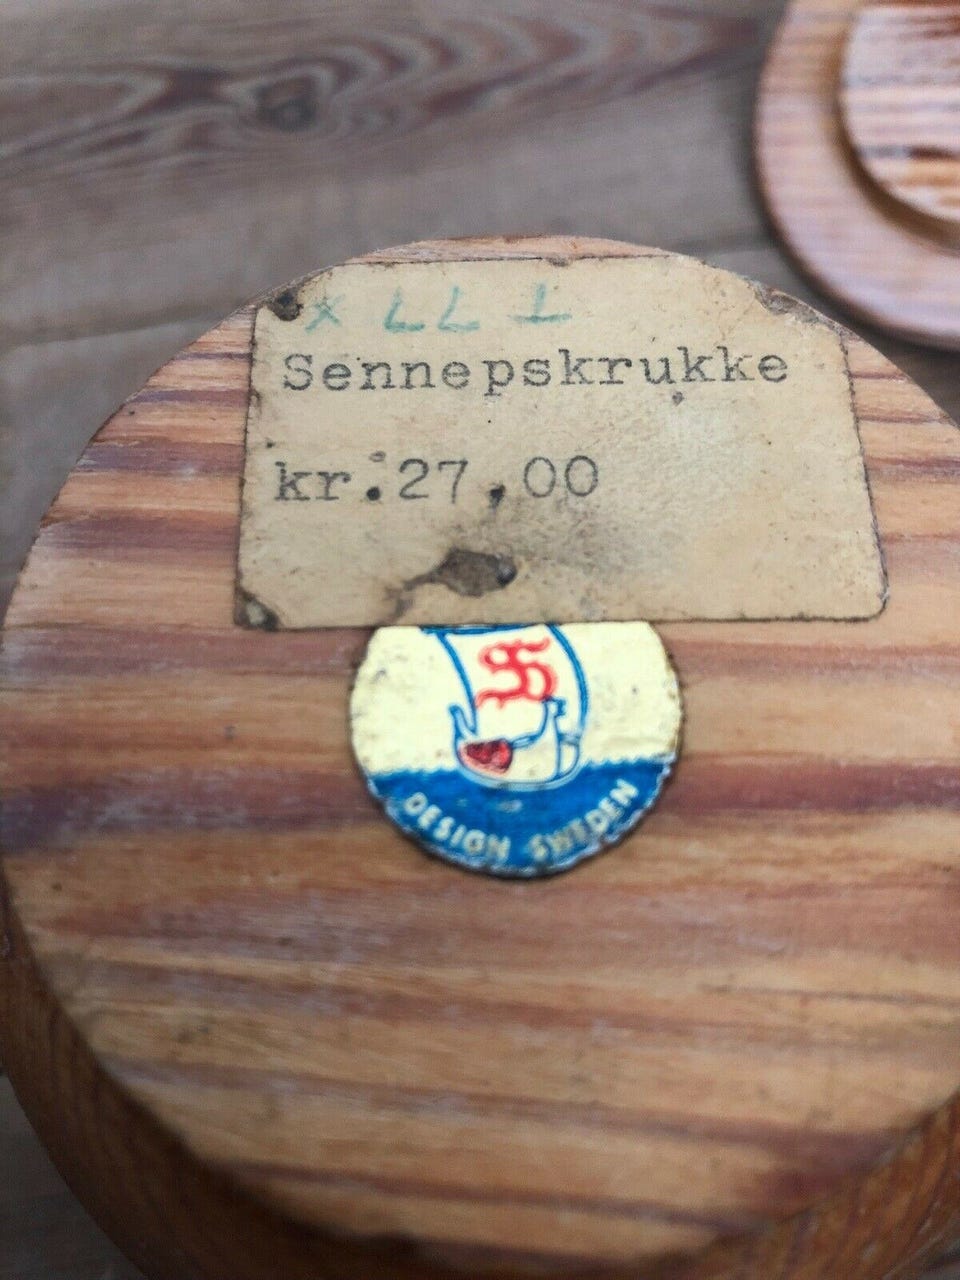 Sennepskrukke
kr.27,00
DESIGN SWEDEN